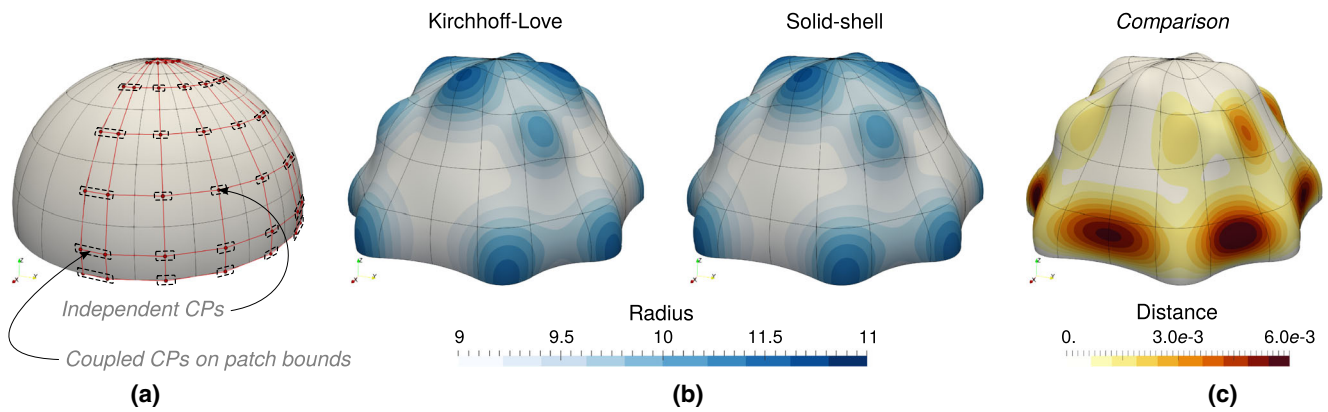 Kirchhoff-Love
Solid-shell
Comparison
Independent CPs
Coupled CPs on patch bounds
Radius
9 9.5 10 11.5 11
Distance
0. 3.0e-3 6.0e-3
(a)
(b)
(c)